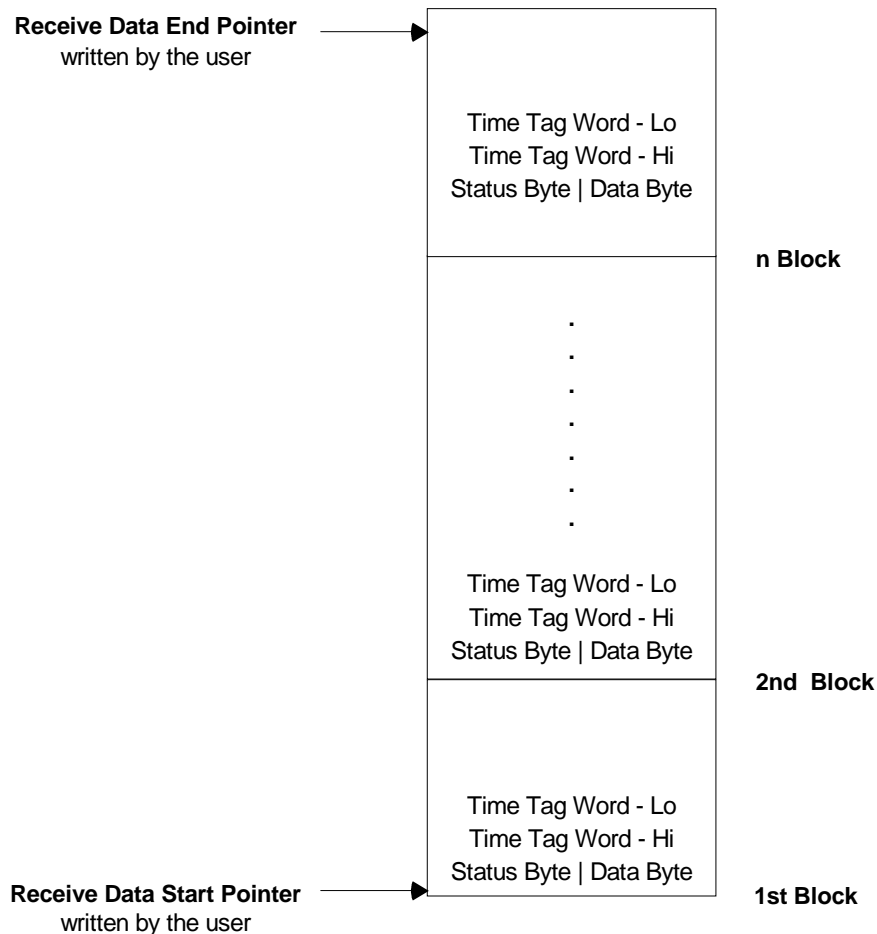 Receive Data End Pointer
written by the user
Time Tag Word - Lo
Time Tag Word - Hi
Status Byte | Data Byte
n Block
Time Tag Word - Lo
Time Tag Word - Hi
Status Byte | Data Byte
2nd Block
Time Tag Word - Lo
Time Tag Word - Hi
Status Byte | Data Byte
Receive Data Start Pointer
written by the user
1st Block